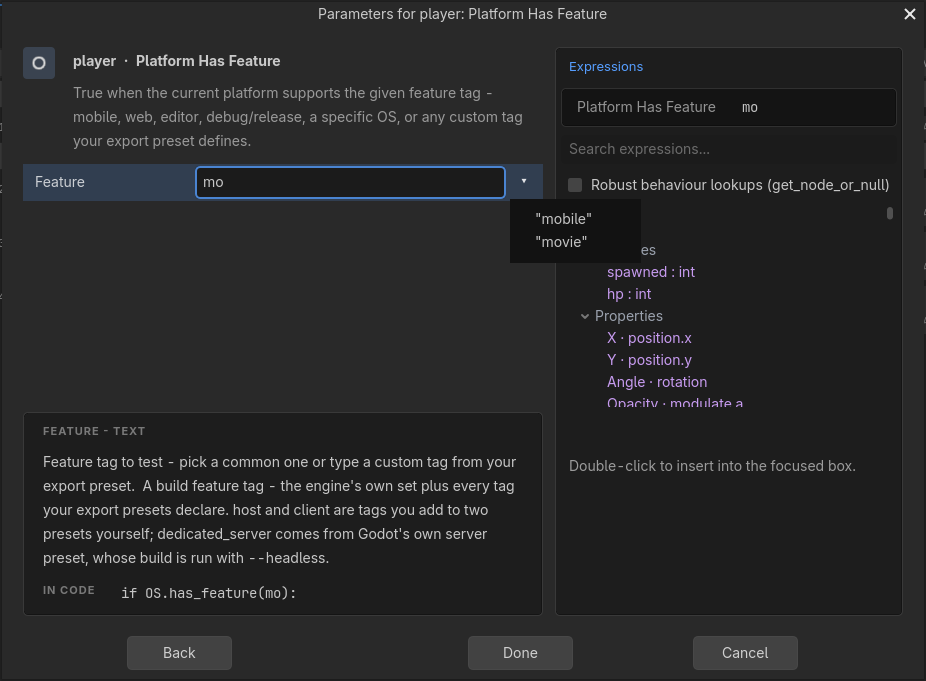 Parameters for player: Platform Has Feature
player · Platform Has Feature
True when the current platform supports the given feature tag -
mobile, web, editor, debug/release, a specific OS, or any custom tag
your export preset defines.
Feature
mo
"mobile"
"movie"
FEATURE - TEXT
Feature tag to test - pick a common one or type a custom tag from your
export preset.  A build feature tag - the engine's own set plus every tag
your export presets declare. host and client are tags you add to two
presets yourself; dedicated_server comes from Godot's own server
preset, whose build is run with --headless.
IN CODE
if OS.has_feature(mo):
Expressions
Platform Has Feature
mo
Search expressions...
Robust behaviour lookups (get_node_or_null)
spawned : int
hp : int
Properties
X · position.x
Y · position.y
Angle · rotation
Opacity · modulate.a
Double-click to insert into the focused box.
Back
Done
Cancel